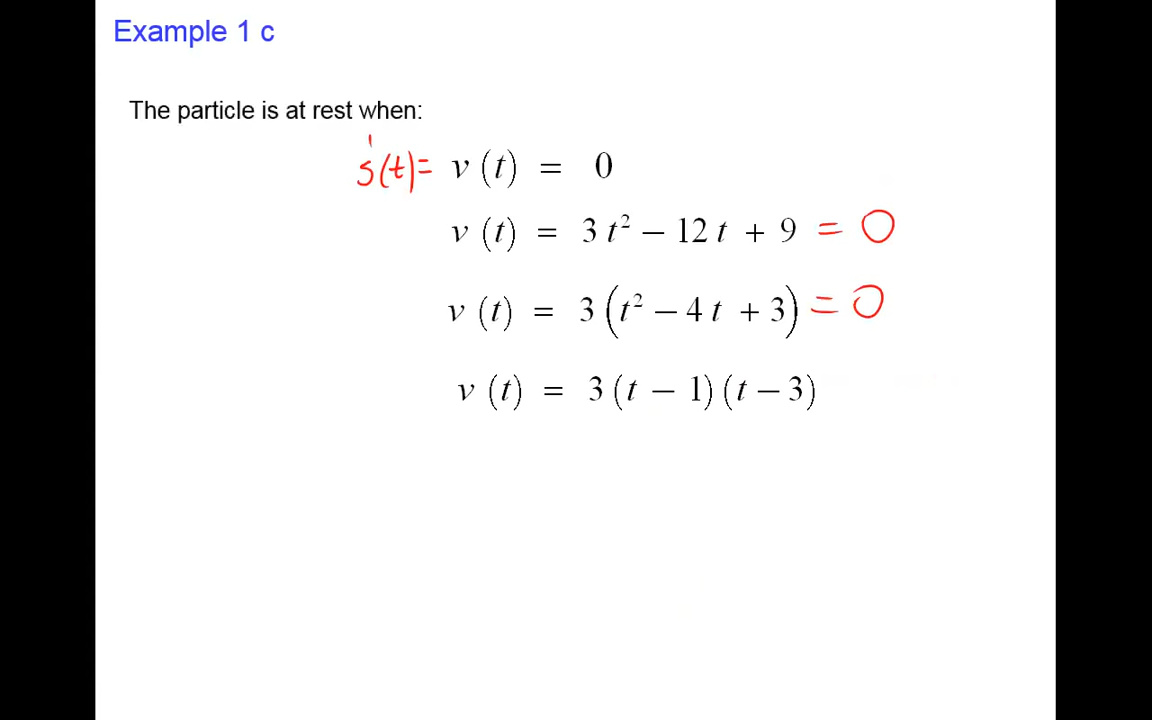 Example 1 c
The particle is at rest when:
s'(t)= v (t) = 0
v (t) = 3 t² − 12 t + 9 = 0
v (t) = 3 (t² − 4 t + 3) = 0
v (t) = 3 (t − 1) (t − 3)